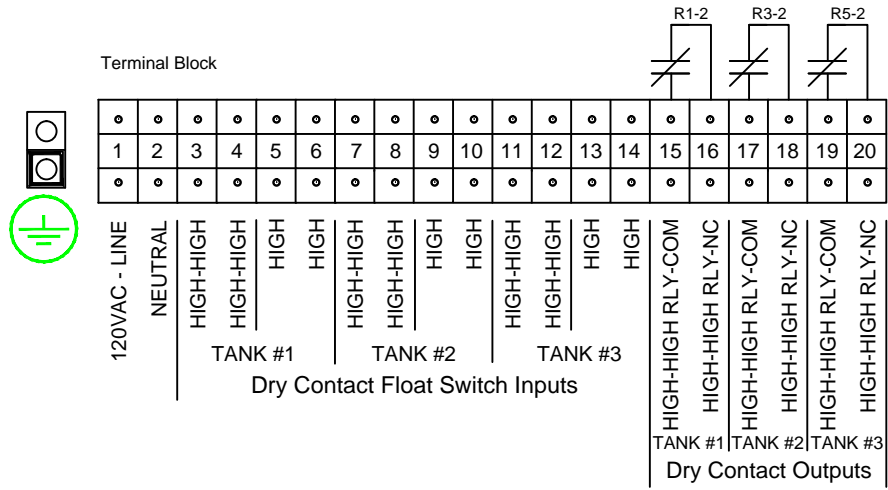 R1-2 R3-2 R5-2
Terminal Block
1 2 3 4 5 6 7 8 9 10 11 12 13 14 15 16 17 18 19 20
120VAC - LINE
NEUTRAL
HIGH-HIGH
HIGH-HIGH
HIGH
HIGH
HIGH-HIGH
HIGH-HIGH
HIGH
HIGH
HIGH-HIGH
HIGH-HIGH
HIGH
HIGH
HIGH-HIGH RLY-COM
HIGH-HIGH RLY-NC
HIGH-HIGH RLY-COM
HIGH-HIGH RLY-NC
HIGH-HIGH RLY-COM
HIGH-HIGH RLY-NC
TANK #1 TANK #2 TANK #3
Dry Contact Float Switch Inputs
TANK #1 TANK #2 TANK #3
Dry Contact Outputs